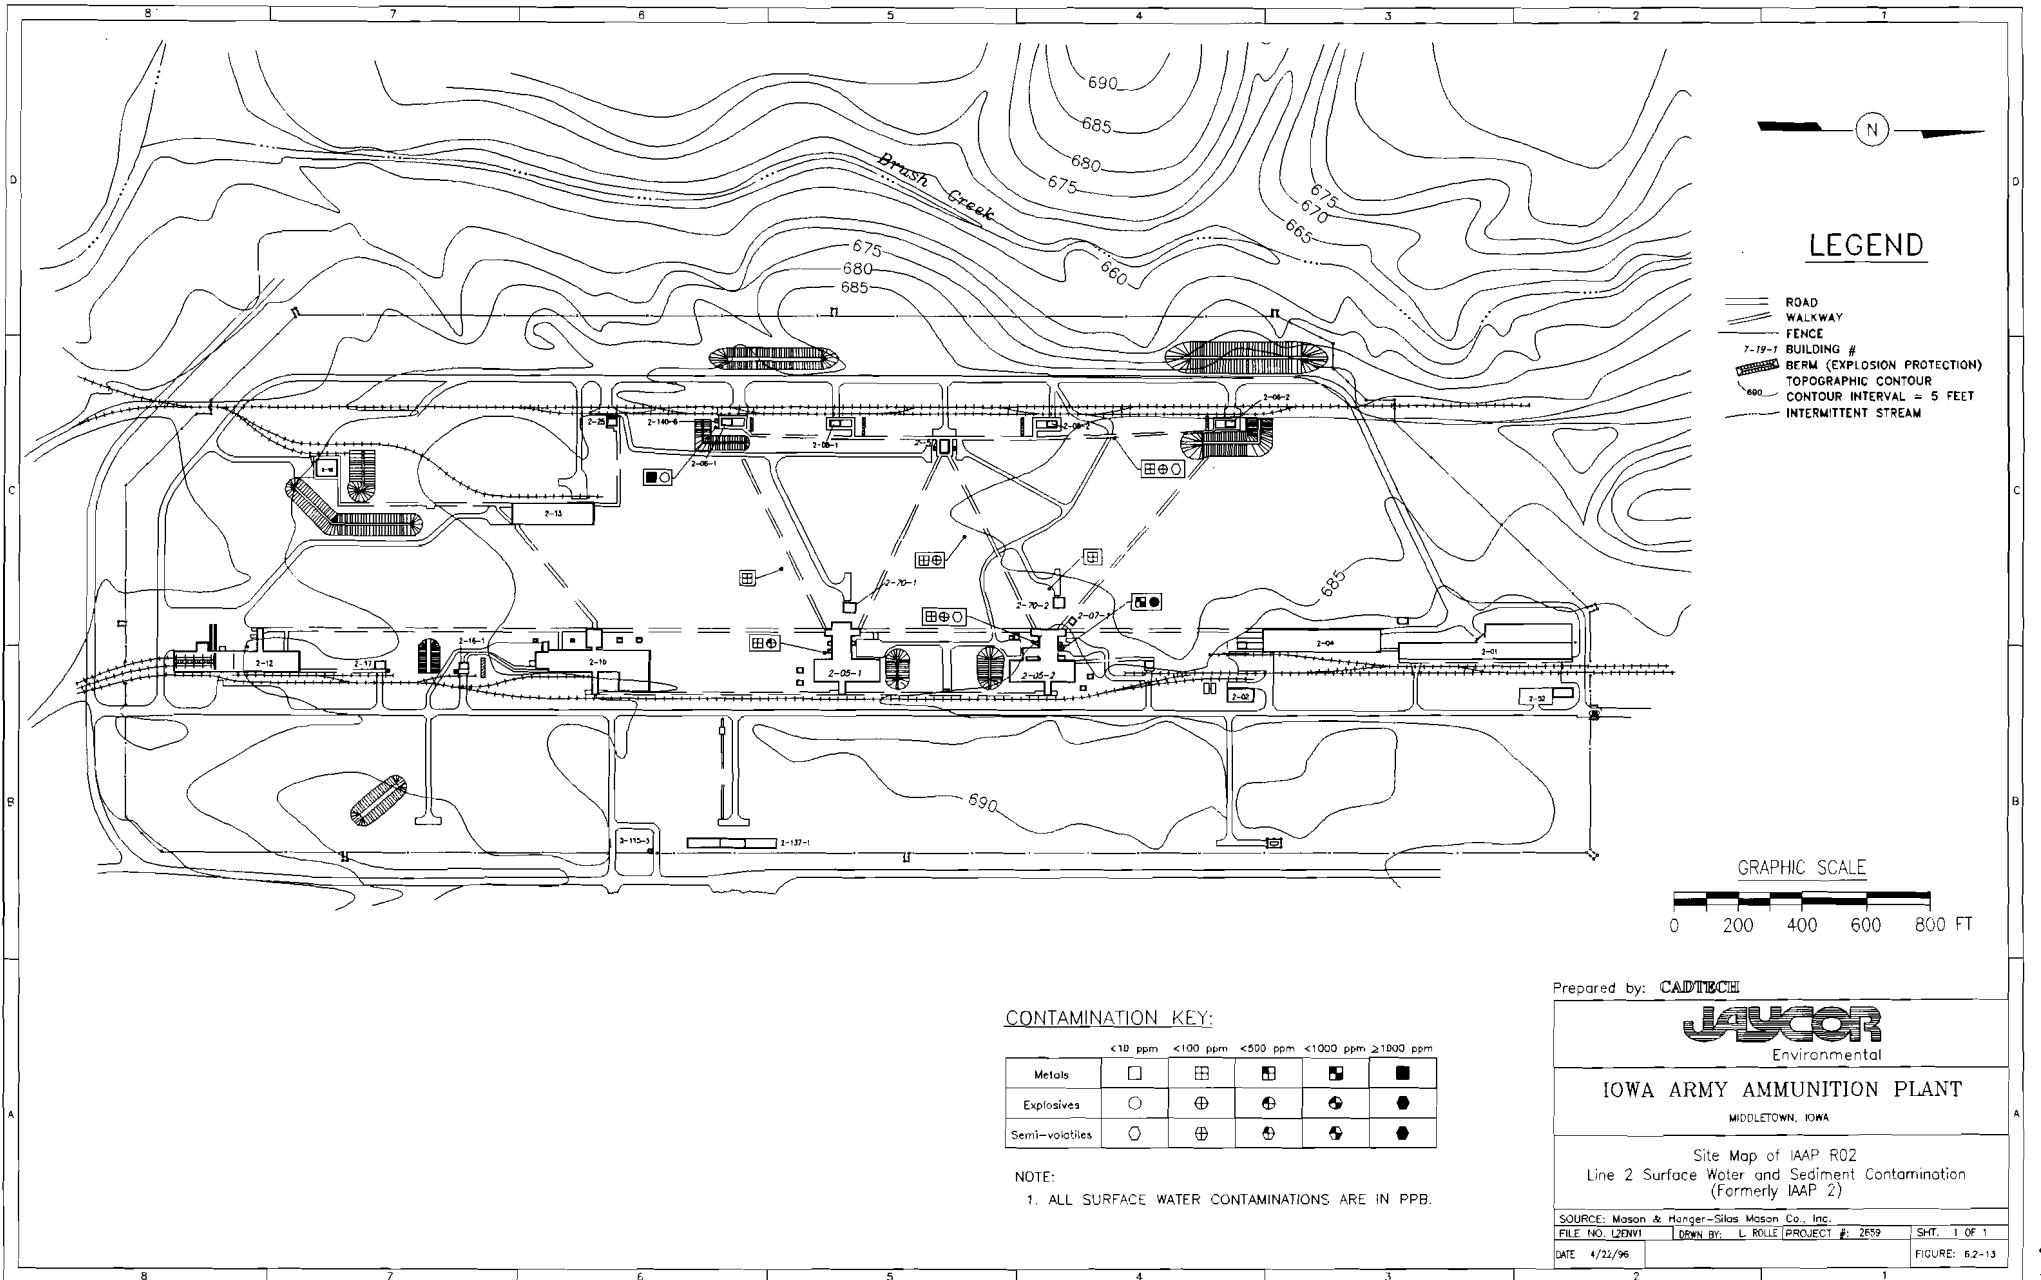 8 7 6 5 4 3 2 1
D D
C C
B B
A A
690
685
680
675
Brush Creek
675
670
665
660
675
680
685
N
LEGEND
ROAD
WALKWAY
FENCE
7-19-1 BUILDING #
BERM (EXPLOSION PROTECTION)
TOPOGRAPHIC CONTOUR
690 CONTOUR INTERVAL = 5 FEET
INTERMITTENT STREAM
2-06-2
2-25
2-140-6
2-08-1
2-08-2
2-06-1
2-13
685
2-70-1
2-70-2
2-07-1
2-16-1
2-12
2-17
2-10
2-05-1
2-05-2
2-04
2-01
2-02
2-52
690
2-137-1
GRAPHIC SCALE
0 200 400 600 800 FT
CONTAMINATION KEY:
<10 ppm <100 ppm <500 ppm <1000 ppm ≥1000 ppm
Metals
Explosives
Semi-volatiles
NOTE:
1. ALL SURFACE WATER CONTAMINATIONS ARE IN PPB.
Prepared by: CADTECH
JAYCOR
Environmental
IOWA ARMY AMMUNITION PLANT
MIDDLETOWN, IOWA
Site Map of IAAP R02
Line 2 Surface Water and Sediment Contamination
(Formerly IAAP 2)
SOURCE: Mason & Hanger-Silas Mason Co., Inc.
FILE NO. L2ENV1 DRWN BY: L. ROLLE PROJECT #: 2659 SHT. 1 OF 1
DATE 4/22/96 FIGURE: 6.2-13
8 7 6 5 4 3 2 1